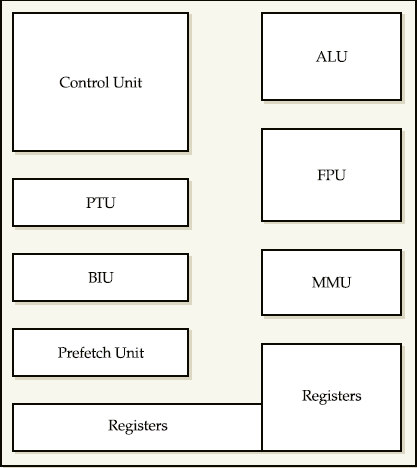 Control Unit
PTU
BIU
Prefetch Unit
Registers
ALU
FPU
MMU
Registers